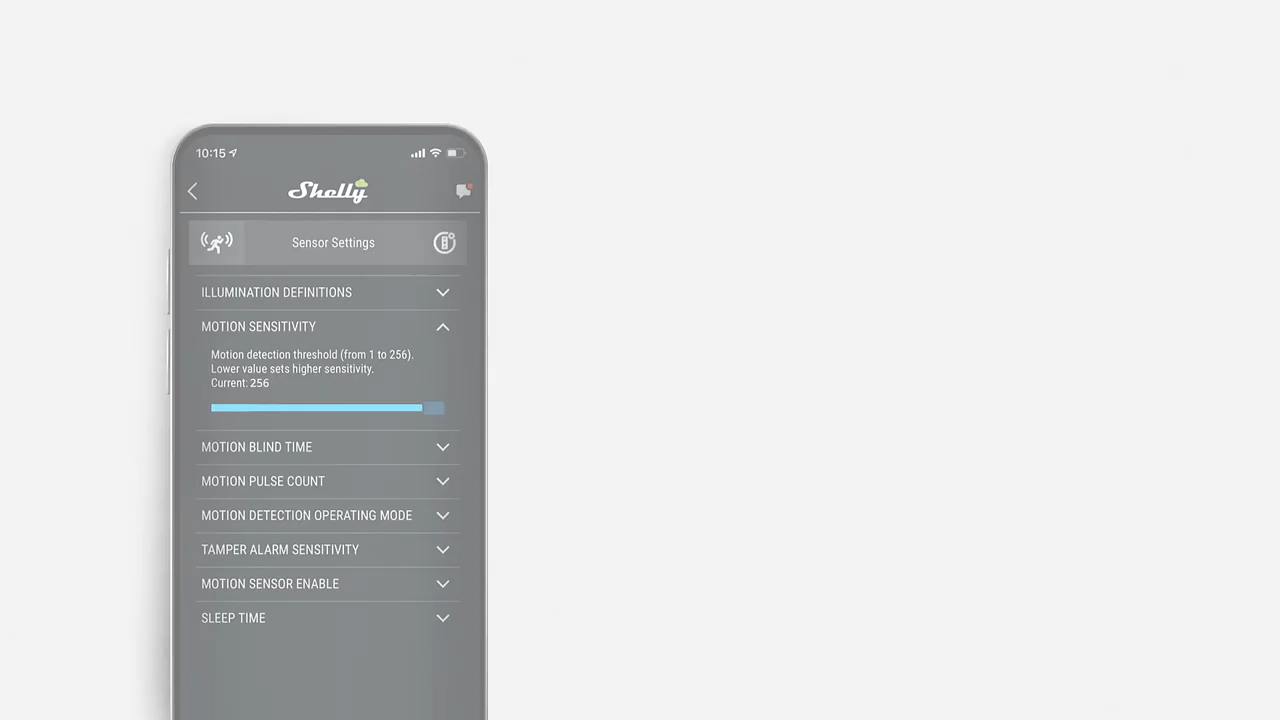 10:15
Shelly
Sensor Settings
ILLUMINATION DEFINITIONS
MOTION SENSITIVITY
Motion detection threshold (from 1 to 256).
Lower value sets higher sensitivity.
Current: 256
MOTION BLIND TIME
MOTION PULSE COUNT
MOTION DETECTION OPERATING MODE
TAMPER ALARM SENSITIVITY
MOTION SENSOR ENABLE
SLEEP TIME